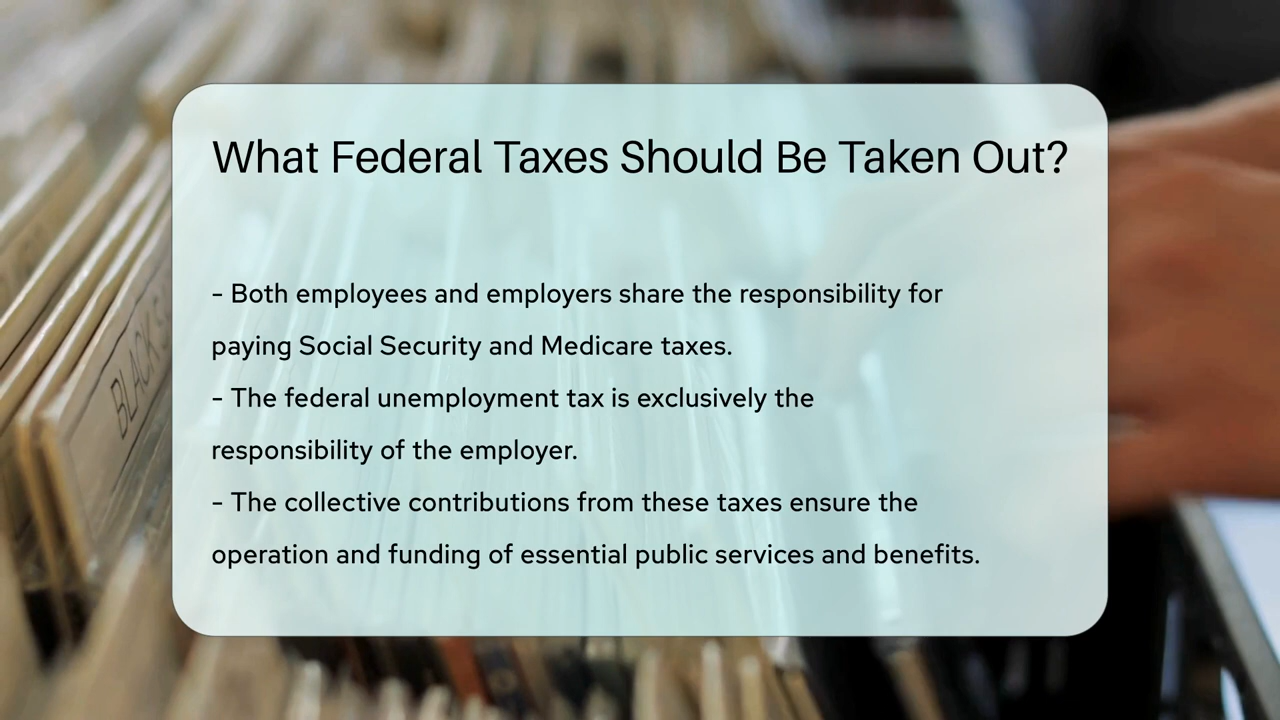 What Federal Taxes Should Be Taken Out?
- Both employees and employers share the responsibility for
paying Social Security and Medicare taxes.
- The federal unemployment tax is exclusively the
responsibility of the employer.
- The collective contributions from these taxes ensure the
operation and funding of essential public services and benefits.
BLACK S